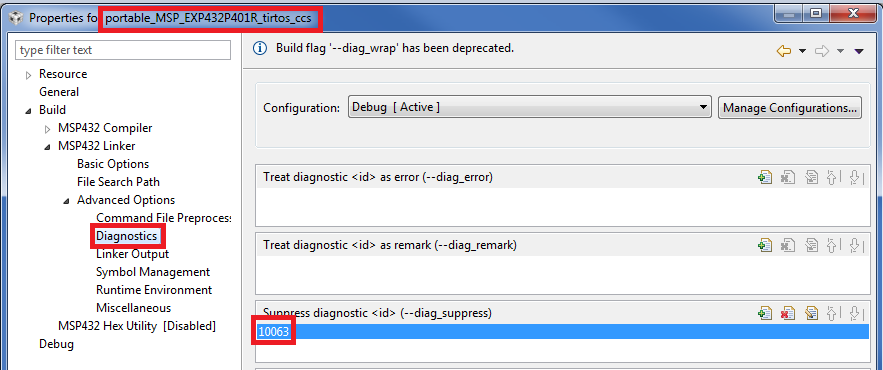 Properties for portable_MSP_EXP432P401R_tirtos_ccs
type filter text
Build flag '--diag_wrap' has been deprecated.
Resource
General
Build
MSP432 Compiler
MSP432 Linker
Basic Options
File Search Path
Advanced Options
Command File Preprocess
Diagnostics
Linker Output
Symbol Management
Runtime Environment
Miscellaneous
MSP432 Hex Utility [Disabled]
Debug
Configuration: Debug [ Active ] Manage Configurations...
Treat diagnostic <id> as error (--diag_error)
Treat diagnostic <id> as remark (--diag_remark)
Suppress diagnostic <id> (--diag_suppress)
10063